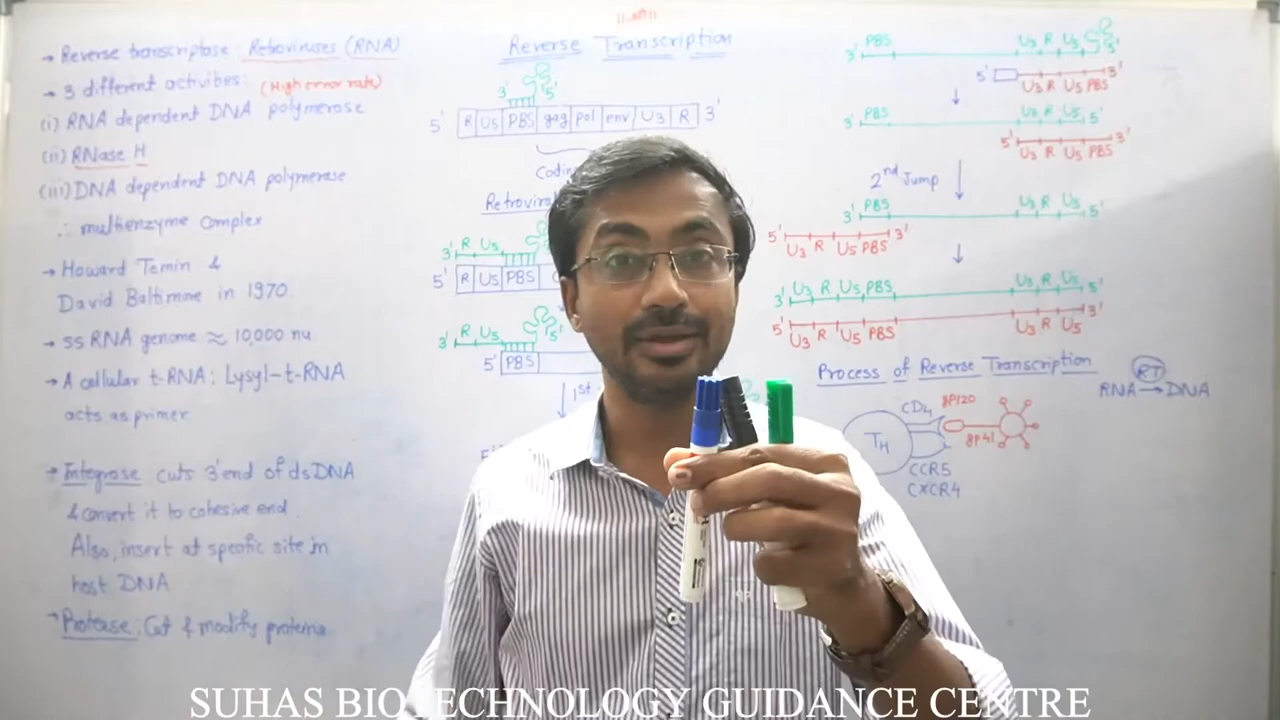 ॥ श्री ॥
→ Reverse transcriptase: Retroviruses (RNA)
→ 3 different activities: (High error rate)
(i) RNA dependent DNA polymerase
(ii) RNase H
(iii) DNA dependent DNA polymerase
∴ multienzyme complex
→ Howard Temin &
David Baltimore in 1970.
→ ss RNA genome ≈ 10,000 nu
→ A cellular t-RNA: Lysyl-t-RNA
acts as primer
→ Integrase cuts 3' end of dsDNA
& convert it to cohesive end.
Also, insert at specific site in
host DNA
→ Protease: Cut & modify proteins
Reverse Transcription
3' 5'
5' R U5 PBS gag pol env U3 R 3'
3' R U5
5' R U5 PBS
3' R U5 5'
5' PBS
1st
3' PBS U3 R U5 5'
5' 3'
U3 R U5 PBS
3' PBS U3 R U5 5'
5' 3'
U3 R U5 PBS
2nd Jump
3' PBS U3 R U5 5'
5' 3'
U3 R U5 PBS
3' U3 R U5 PBS U3 R U5 5'
5' U3 R U5 PBS U3 R U5 3'
Process of Reverse Transcription
RT
RNA → DNA
TH CD4 gp120
gp41
CCR5
CXCR4
SUHAS BIOTECHNOLOGY GUIDANCE CENTRE